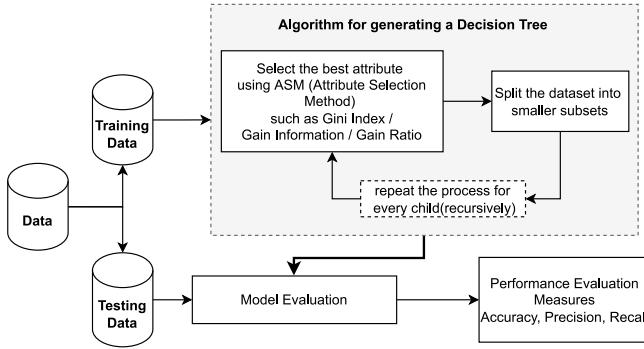 Algorithm for generating a Decision Tree
Select the best attribute
using ASM (Attribute Selection
Method)
such as Gini Index /
Gain Information / Gain Ratio
Split the dataset into
smaller subsets
Training
Data
repeat the process for
every child(recursively)
Data
Testing
Data
Model Evaluation
Performance Evaluation
Measures
Accuracy, Precision, Recal